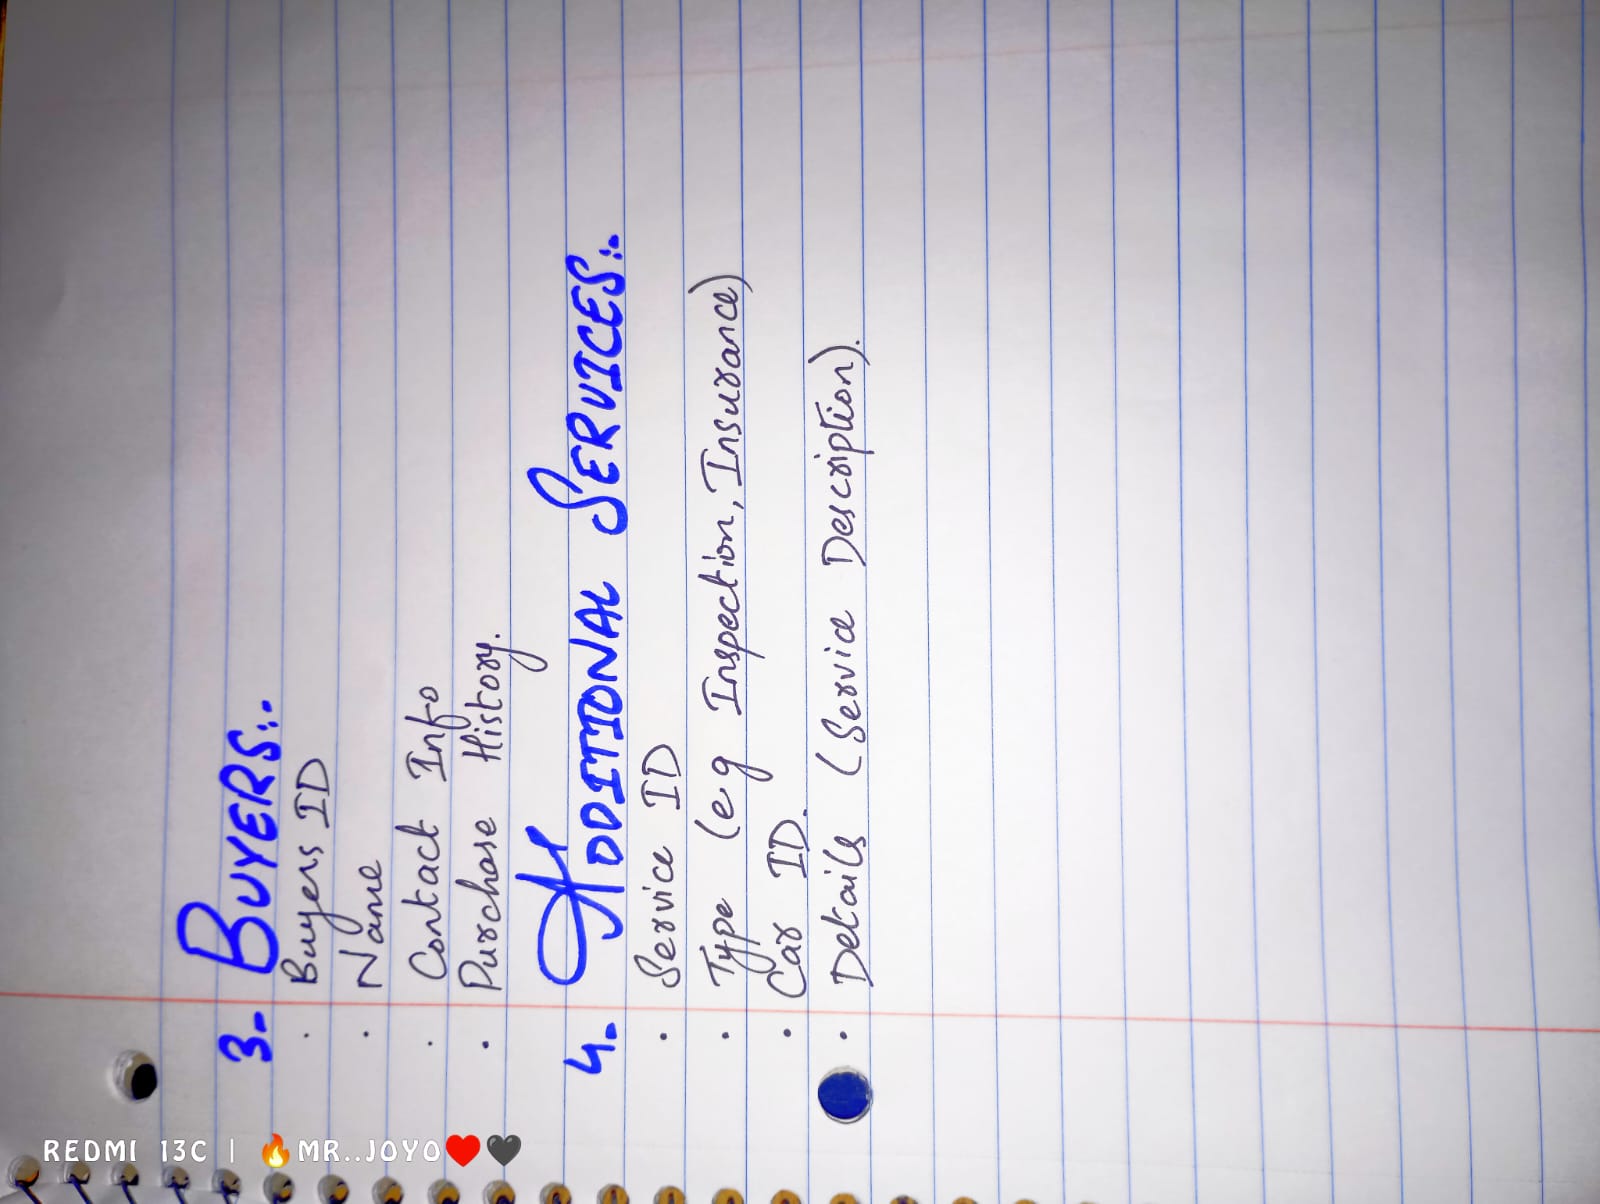 3. BUYERS:-
· Buyers ID
· Name
· Contact Info
· Purchase History.
4. ADDITIONAL SERVICES:-
· Service ID
· Type (eg Inspection, Insurance)
· Car ID.
· Details (Service Description).
REDMI 13C | 🔥MR..JOYO❤️🖤